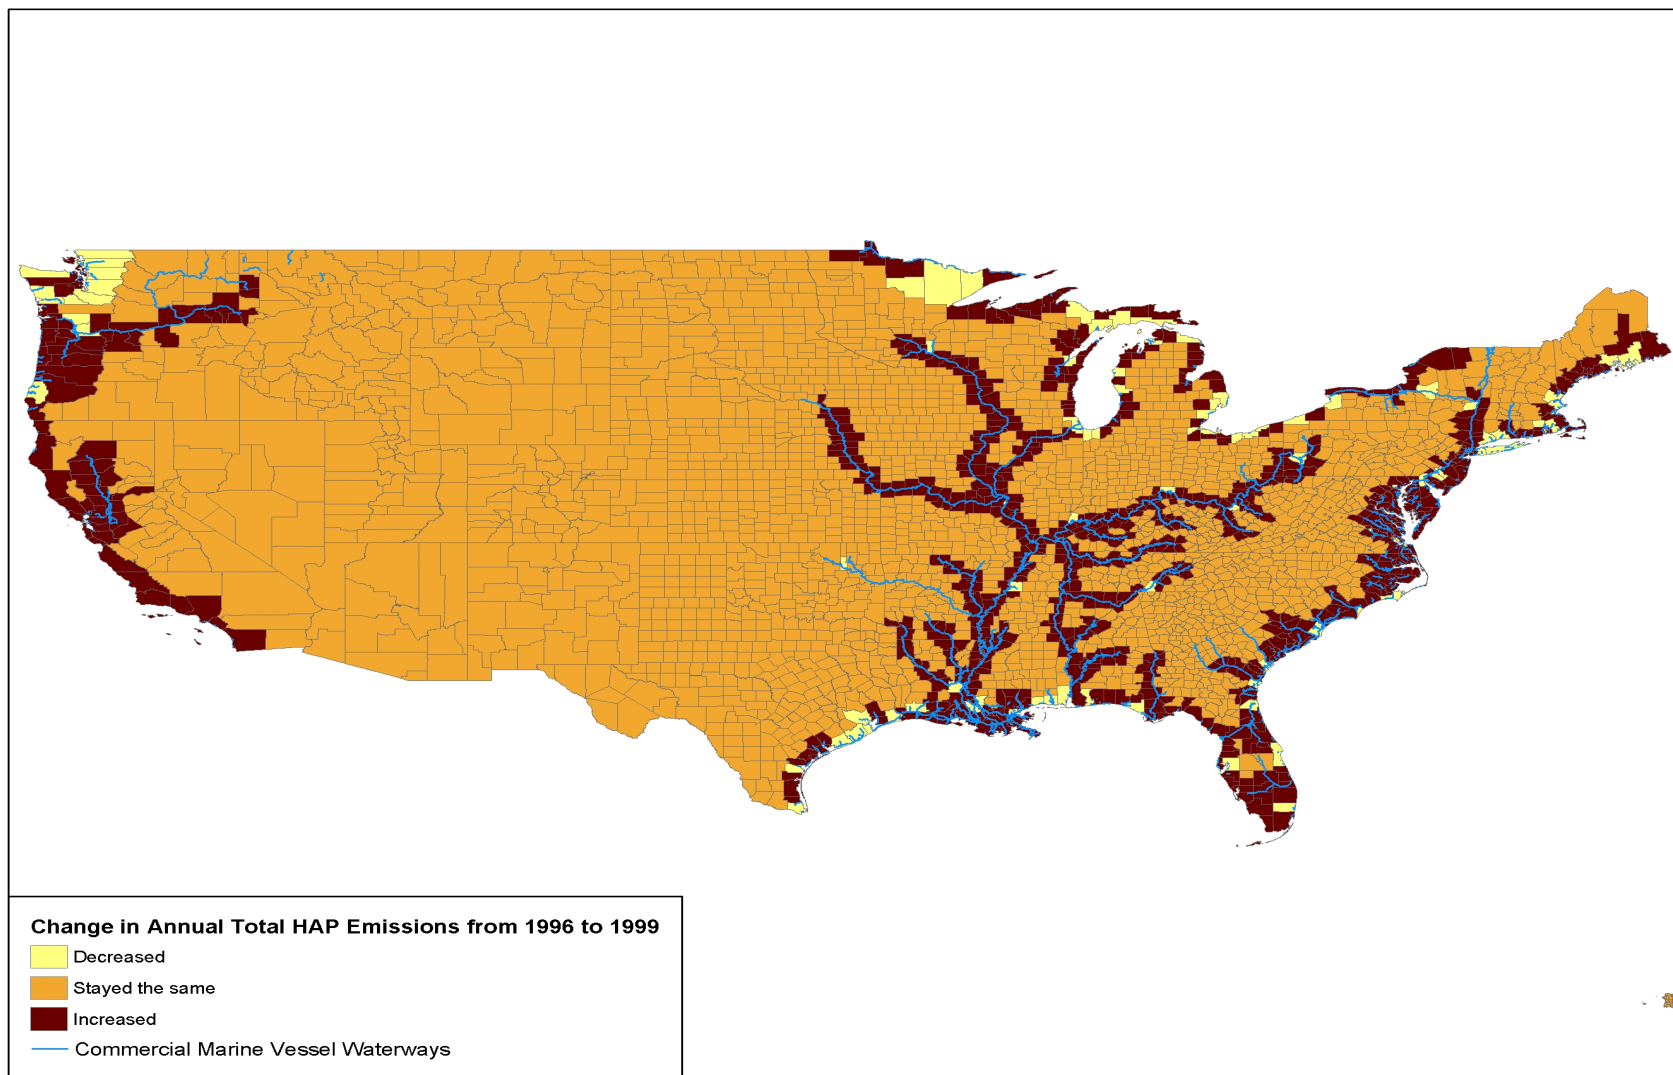 Change in Annual Total HAP Emissions from 1996 to 1999
Decreased
Stayed the same
Increased
Commercial Marine Vessel Waterways